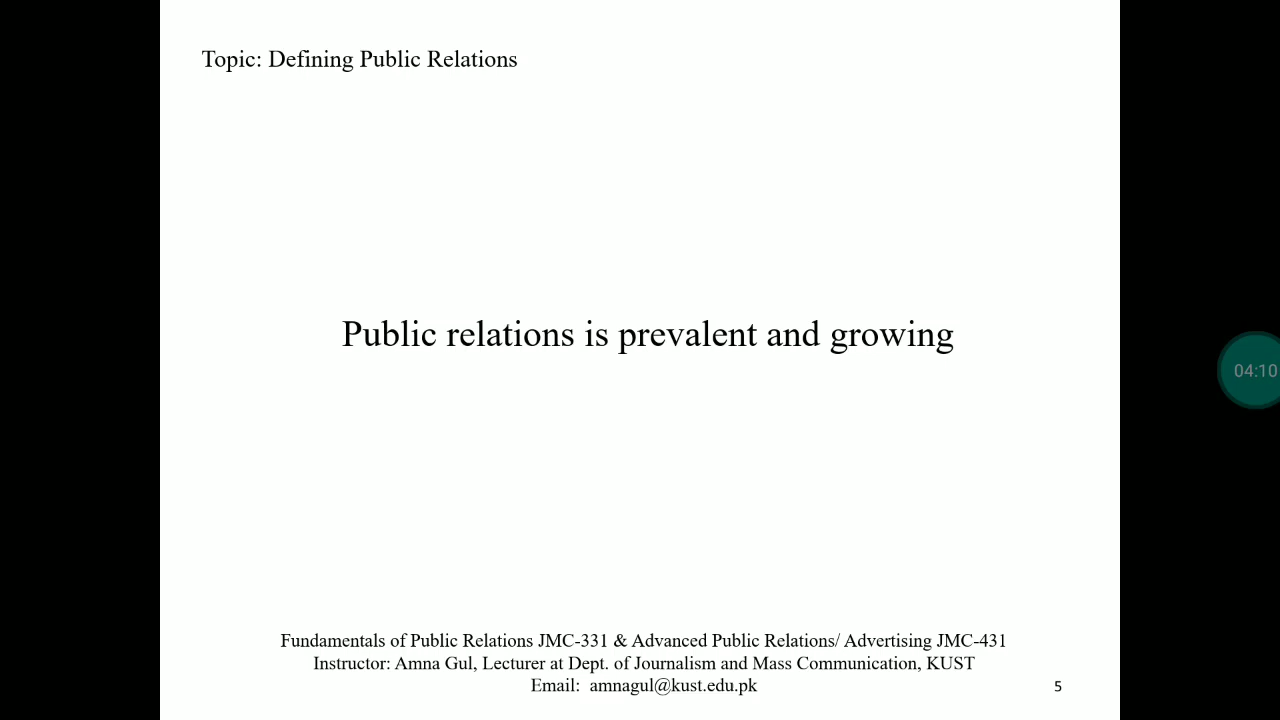 Topic: Defining Public Relations
Public relations is prevalent and growing
04:10
Fundamentals of Public Relations JMC-331 & Advanced Public Relations/ Advertising JMC-431
Instructor: Amna Gul, Lecturer at Dept. of Journalism and Mass Communication, KUST
Email:  amnagul@kust.edu.pk
5